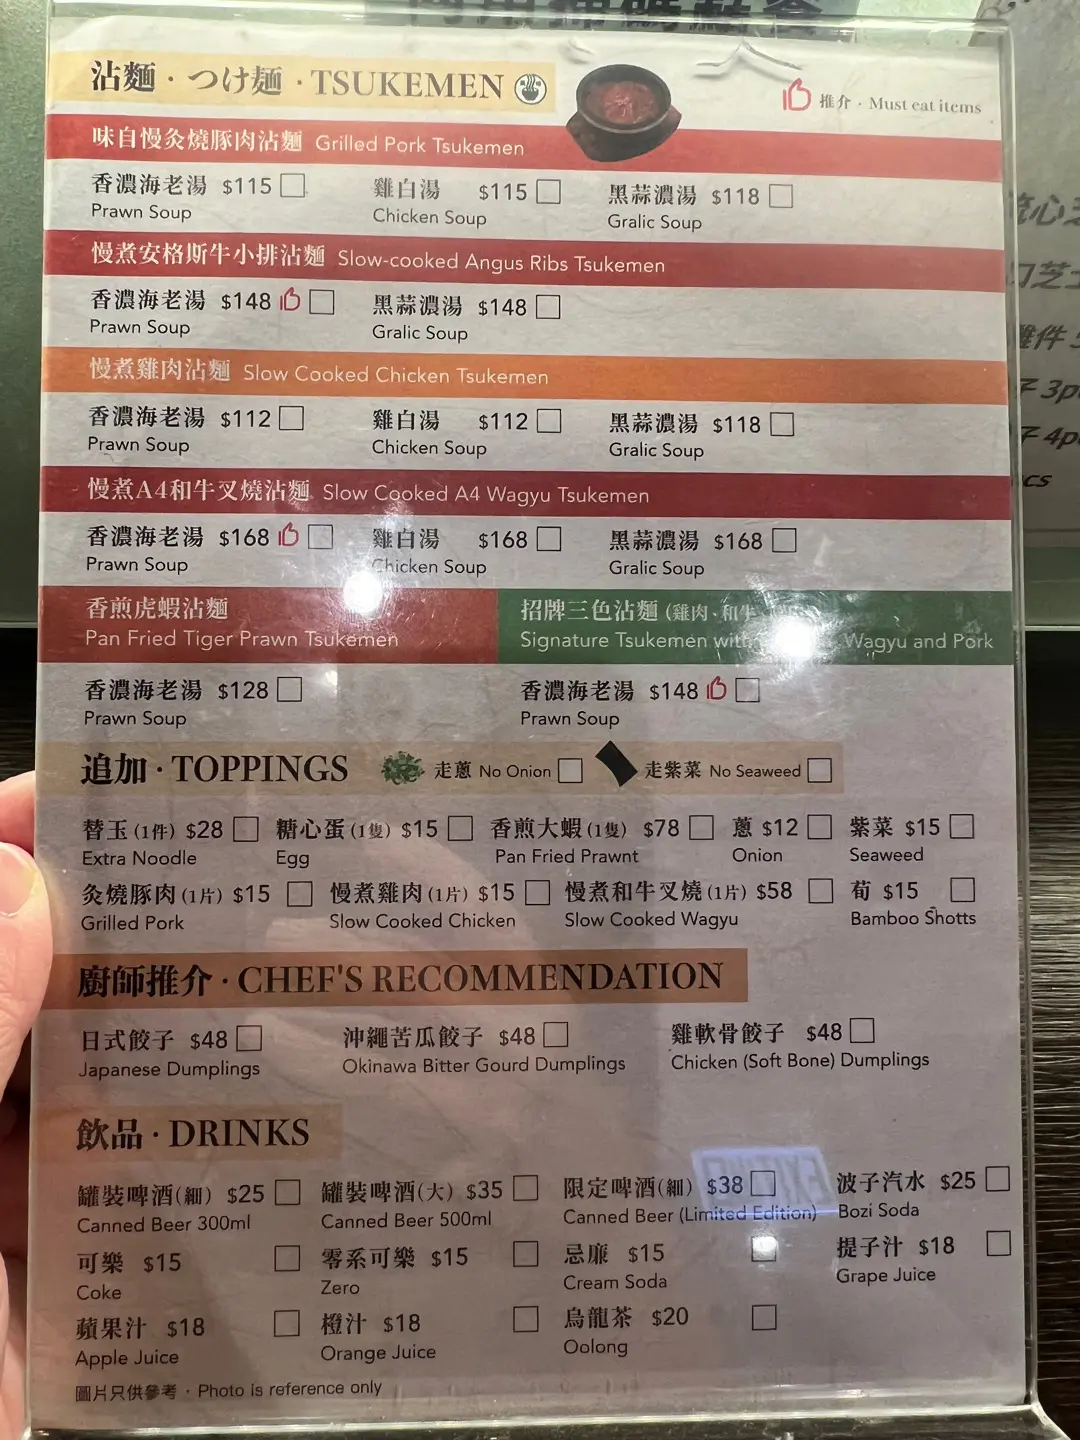 沾麵 · つけ麺 · TSUKEMEN
推介 · Must eat items
味自慢灸燒豚肉沾麵 Grilled Pork Tsukemen
香濃海老湯 $115 雞白湯 $115 黑蒜濃湯 $118
Prawn Soup Chicken Soup Gralic Soup
慢煮安格斯牛小排沾麵 Slow-cooked Angus Ribs Tsukemen
香濃海老湯 $148 黑蒜濃湯 $148
Prawn Soup Gralic Soup
慢煮雞肉沾麵 Slow Cooked Chicken Tsukemen
香濃海老湯 $112 雞白湯 $112 黑蒜濃湯 $118
Prawn Soup Chicken Soup Gralic Soup
慢煮A4和牛叉燒沾麵 Slow Cooked A4 Wagyu Tsukemen
香濃海老湯 $168 雞白湯 $168 黑蒜濃湯 $168
Prawn Soup Chicken Soup Gralic Soup
香煎虎蝦沾麵
Pan Fried Tiger Prawn Tsukemen
香濃海老湯 $128
Prawn Soup
招牌三色沾麵 (雞肉、和牛
Signature Tsukemen with Wagyu and Pork
香濃海老湯 $148
Prawn Soup
追加 · TOPPINGS 走蔥 No Onion 走紫菜 No Seaweed
替玉 (1件) $28 糖心蛋 (1隻) $15 香煎大蝦 (1隻) $78 蔥 $12 紫菜 $15
Extra Noodle Egg Pan Fried Prawnt Onion Seaweed
灸燒豚肉 (1片) $15 慢煮雞肉 (1片) $15 慢煮和牛叉燒 (1片) $58 荀 $15
Grilled Pork Slow Cooked Chicken Slow Cooked Wagyu Bamboo Shotts
廚師推介 · CHEF'S RECOMMENDATION
日式餃子 $48 沖繩苦瓜餃子 $48 雞軟骨餃子 $48
Japanese Dumplings Okinawa Bitter Gourd Dumplings Chicken (Soft Bone) Dumplings
飲品 · DRINKS
罐裝啤酒(細) $25 罐裝啤酒(大) $35 限定啤酒(細) $38 波子汽水 $25
Canned Beer 300ml Canned Beer 500ml Canned Beer (Limited Edition) Bozi Soda
可樂 $15 零系可樂 $15 忌廉 $15 提子汁 $18
Coke Zero Cream Soda Grape Juice
蘋果汁 $18 橙汁 $18 烏龍茶 $20
Apple Juice Orange Juice Oolong
圖片只供參考 · Photo is reference only